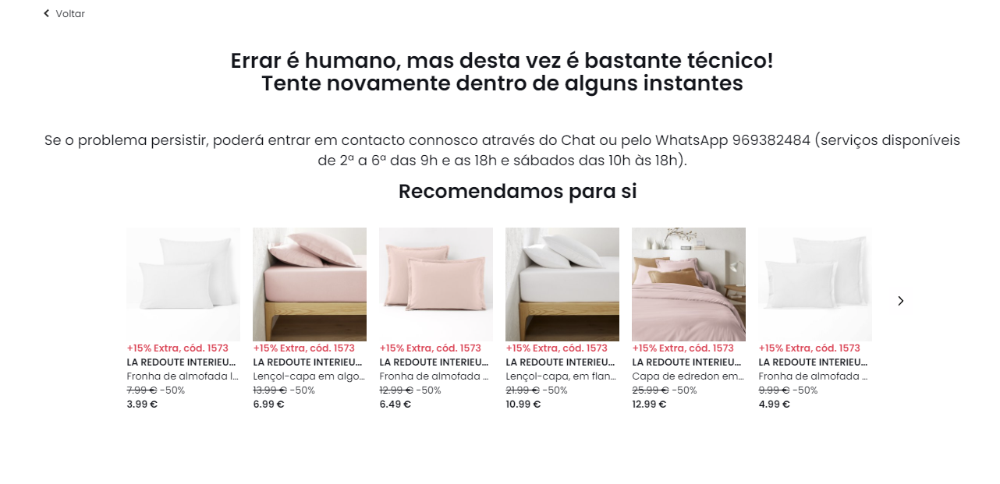 Voltar
Errar é humano, mas desta vez é bastante técnico!
Tente novamente dentro de alguns instantes
Se o problema persistir, poderá entrar em contacto connosco através do Chat ou pelo WhatsApp 969382484 (serviços disponíveis
de 2ª a 6ª das 9h e as 18h e sábados das 10h às 18h).
Recomendamos para si
+15% Extra, cód. 1573
LA REDOUTE INTERIEU...
Fronha de almofada l...
7.99 € -50%
3.99 €
+15% Extra, cód. 1573
LA REDOUTE INTERIEU...
Lençol-capa em algo...
13.99 € -50%
6.99 €
+15% Extra, cód. 1573
LA REDOUTE INTERIEU...
Fronha de almofada ...
12.99 € -50%
6.49 €
+15% Extra, cód. 1573
LA REDOUTE INTERIEU...
Lençol-capa, em flan...
21.99 € -50%
10.99 €
+15% Extra, cód. 1573
LA REDOUTE INTERIEU...
Capa de edredon em...
25.99 € -50%
12.99 €
+15% Extra, cód. 1573
LA REDOUTE INTERIEU...
Fronha de almofada ...
9.99 € -50%
4.99 €